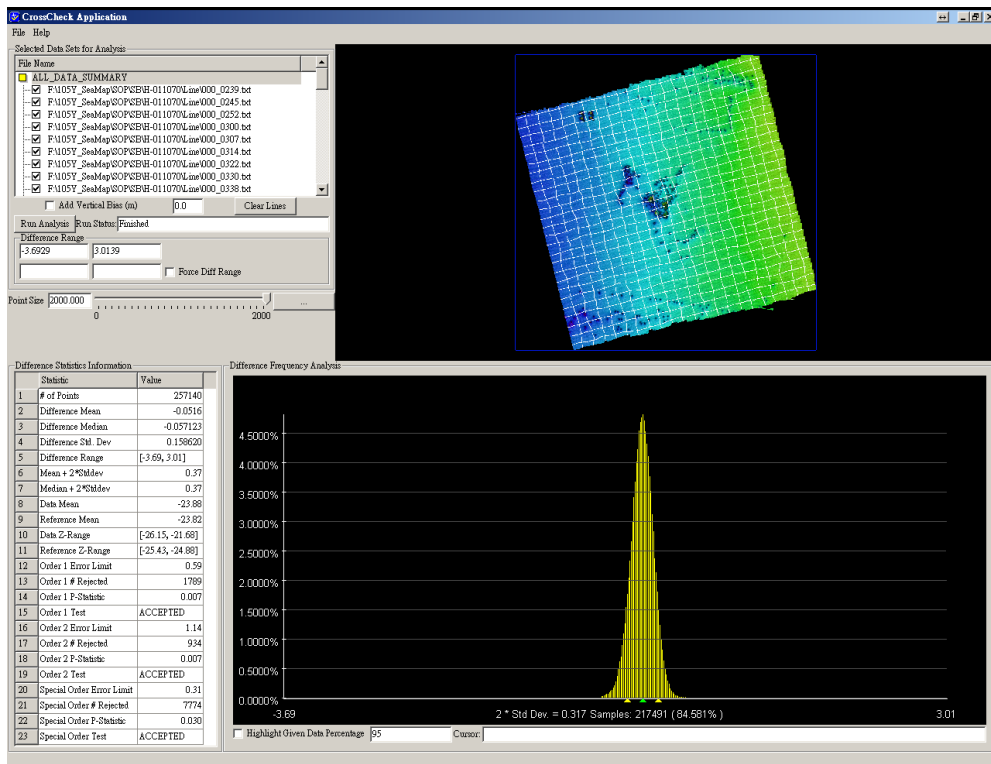 CrossCheck Application
File Help
Selected Data Sets for Analysis
File Name
ALL_DATA_SUMMARY
F:\105Y_SeaMap\SOP\SB\H-011070\Line\000_0239.txt
F:\105Y_SeaMap\SOP\SB\H-011070\Line\000_0245.txt
F:\105Y_SeaMap\SOP\SB\H-011070\Line\000_0252.txt
F:\105Y_SeaMap\SOP\SB\H-011070\Line\000_0300.txt
F:\105Y_SeaMap\SOP\SB\H-011070\Line\000_0307.txt
F:\105Y_SeaMap\SOP\SB\H-011070\Line\000_0314.txt
F:\105Y_SeaMap\SOP\SB\H-011070\Line\000_0322.txt
F:\105Y_SeaMap\SOP\SB\H-011070\Line\000_0330.txt
F:\105Y_SeaMap\SOP\SB\H-011070\Line\000_0338.txt
Add Vertical Bias (m) 0.0 Clear Lines
Run Analysis Run Status: Finished
Difference Range
-3.6929 3.0139
Force Diff Range
Point Size 2000.000 ...
0 2000
Difference Statistics Information
Statistic Value
1 # of Points 257140
2 Difference Mean -0.0516
3 Difference Median -0.057123
4 Difference Std. Dev 0.158620
5 Difference Range [-3.69, 3.01]
6 Mean + 2*Stddev 0.37
7 Median + 2*Stddev 0.37
8 Data Mean -23.88
9 Reference Mean -23.82
10 Data Z-Range [-26.15, -21.68]
11 Reference Z-Range [-25.43, -24.88]
12 Order 1 Error Limit 0.59
13 Order 1 # Rejected 1789
14 Order 1 P-Statistic 0.007
15 Order 1 Test ACCEPTED
16 Order 2 Error Limit 1.14
17 Order 2 # Rejected 934
18 Order 2 P-Statistic 0.007
19 Order 2 Test ACCEPTED
20 Special Order Error Limit 0.31
21 Special Order # Rejected 7774
22 Special Order P-Statistic 0.030
23 Special Order Test ACCEPTED
Difference Frequency Analysis
4.5000%
4.0000%
3.5000%
3.0000%
2.5000%
2.0000%
1.5000%
1.0000%
0.5000%
0.0000%
-3.69 2 * Std Dev. = 0.317 Samples: 217491 ( 84.581% ) 3.01
Highlight Given Data Percentage 95 Cursor: